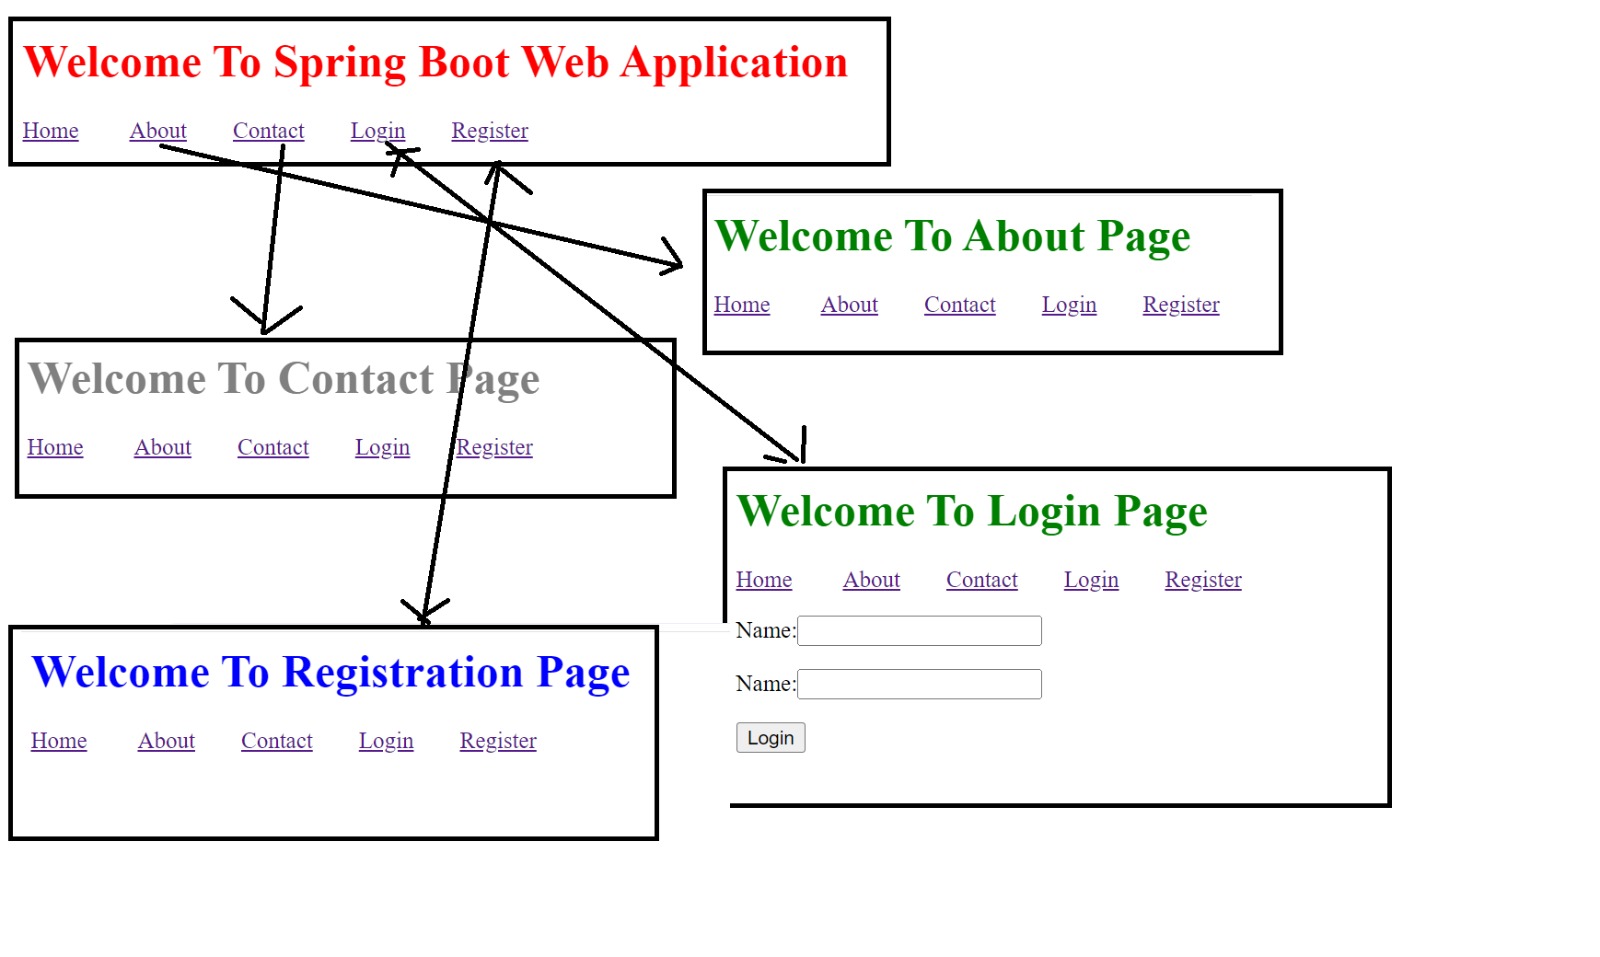 Welcome To Spring Boot Web Application
Home About Contact Login Register
Welcome To About Page
Home About Contact Login Register
Welcome To Contact Page
Home About Contact Login Register
Welcome To Login Page
Home About Contact Login Register
Name:
Name:
Login
Welcome To Registration Page
Home About Contact Login Register